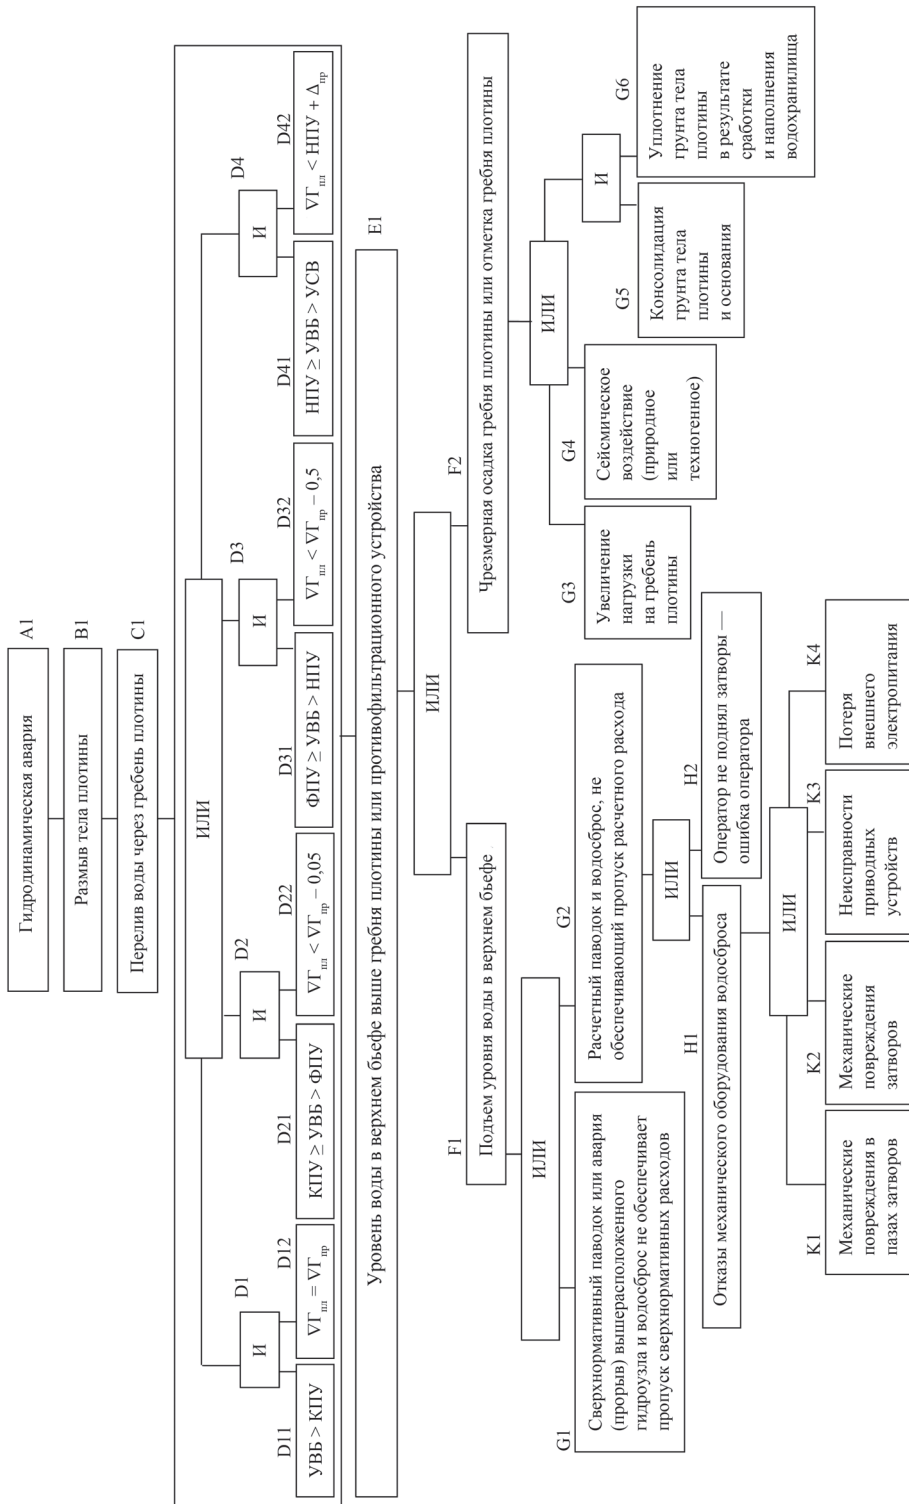 Гидродинамическая авария
A1
Размыв тела плотины
B1
Перелив воды через гребень плотины
C1
ИЛИ
D1
И
D11
УВБ > КПУ
D12
∇Гпл = ∇Гпр
D2
И
D21
КПУ ≥ УВБ > ФПУ
D22
∇Гпл < ∇Гпр – 0,05
D3
И
D31
ФПУ ≥ УВБ > НПУ
D32
∇Гпл < ∇Гпр – 0,5
D4
И
D41
НПУ ≥ УВБ > УСВ
D42
∇Гпл < НПУ + Δпр
E1
Уровень воды в верхнем бьефе выше гребня плотины или противофильтрационного устройства
ИЛИ
F1
Подъем уровня воды в верхнем бьефе
F2
Чрезмерная осадка гребня плотины или отметка гребня плотины
ИЛИ
G1
Сверхнормативный паводок или авария
(прорыв) вышерасположенного
гидроузла и водосброс не обеспечивает
пропуск сверхнормативных расходов
G2
Расчетный паводок и водосброс, не
обеспечивающий пропуск расчетного расхода
ИЛИ
G3
Увеличение
нагрузки
на гребень
плотины
G4
Сейсмическое
воздействие
(природное
или
техногенное)
И
G5
Консолидация
грунта тела
плотины
и основания
G6
Уплотнение
грунта тела
плотины
в результате
сработки
и наполнения
водохранилища
ИЛИ
H1
Отказы механического оборудования водосброса
H2
Оператор не поднял затворы —
ошибка оператора
ИЛИ
K1
Механические
повреждения в
пазах затворов
K2
Механические
повреждения
затворов
K3
Неисправности
приводных
устройств
K4
Потеря
внешнего
электропитания